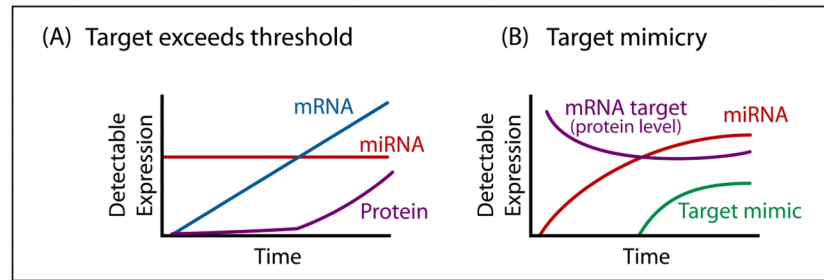 (A) Target exceeds threshold
mRNA
miRNA
Protein
Detectable
Expression
Time
(B) Target mimicry
mRNA target
(protein level)
miRNA
Target mimic
Detectable
Expression
Time